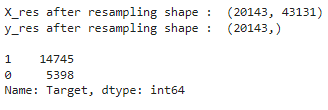 X_res after resampling shape :  (20143, 43131)
y_res after resampling shape :  (20143,)
1    14745
0     5398
Name: Target, dtype: int64